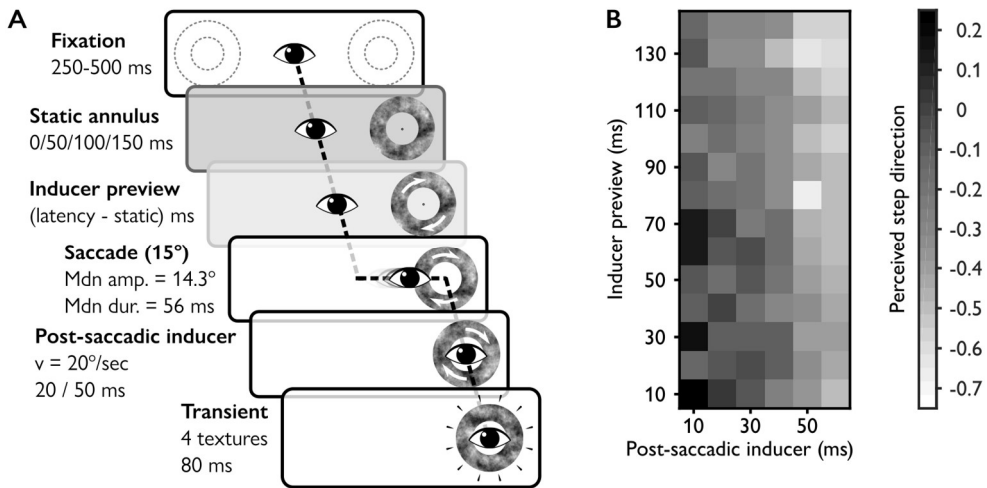 A
Fixation
250-500 ms
Static annulus
0/50/100/150 ms
Inducer preview
(latency - static) ms
Saccade (15º)
Mdn amp. = 14.3º
Mdn dur. = 56 ms
Post-saccadic inducer
v = 20º/sec
20 / 50 ms
Transient
4 textures
80 ms
B
Inducer preview (ms)
130
110
90
70
50
30
10
10
30
50
Post-saccadic inducer (ms)
Perceived step direction
0.2
0.1
0
-0.1
-0.2
-0.3
-0.4
-0.5
-0.6
-0.7